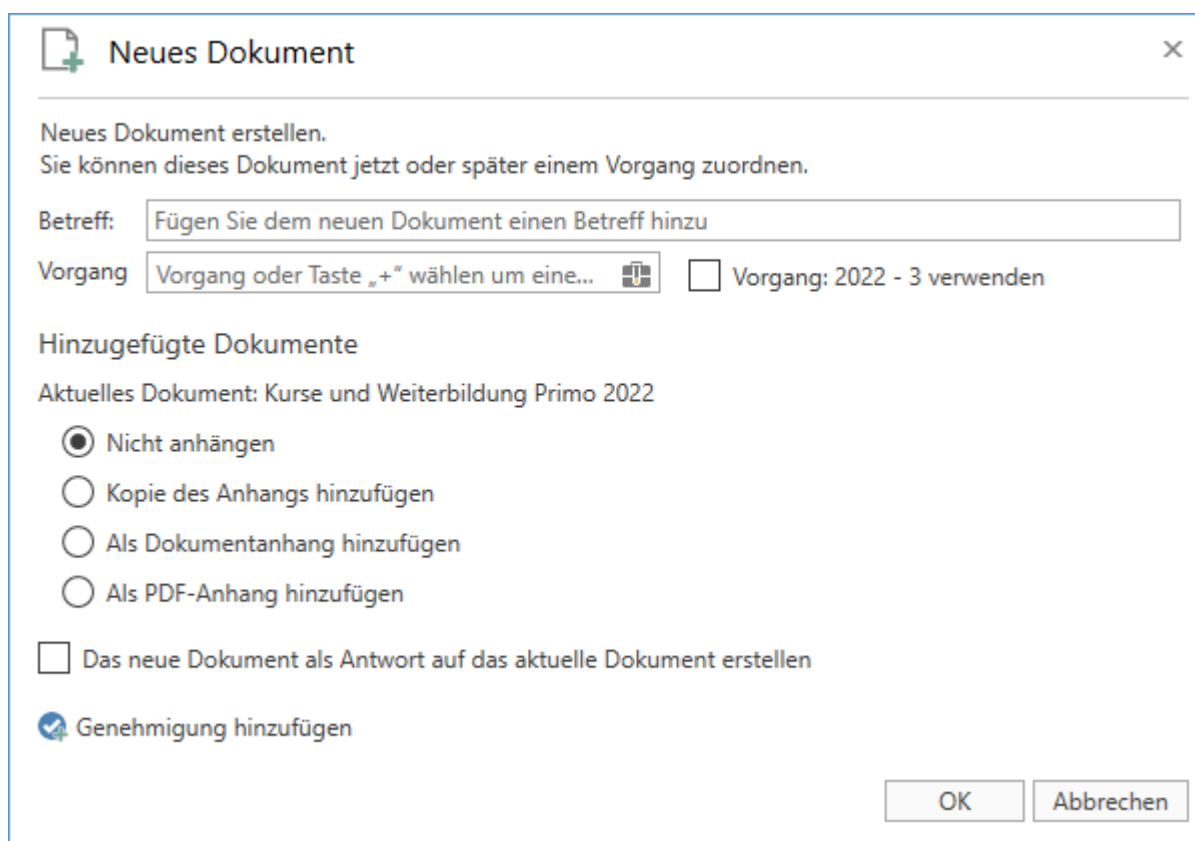 Neues Dokument
Neues Dokument erstellen.
Sie können dieses Dokument jetzt oder später einem Vorgang zuordnen.
Betreff: Fügen Sie dem neuen Dokument einen Betreff hinzu
Vorgang Vorgang oder Taste „+“ wählen um eine... Vorgang: 2022 - 3 verwenden
Hinzugefügte Dokumente
Aktuelles Dokument: Kurse und Weiterbildung Primo 2022
Nicht anhängen
Kopie des Anhangs hinzufügen
Als Dokumentanhang hinzufügen
Als PDF-Anhang hinzufügen
Das neue Dokument als Antwort auf das aktuelle Dokument erstellen
Genehmigung hinzufügen
OK Abbrechen